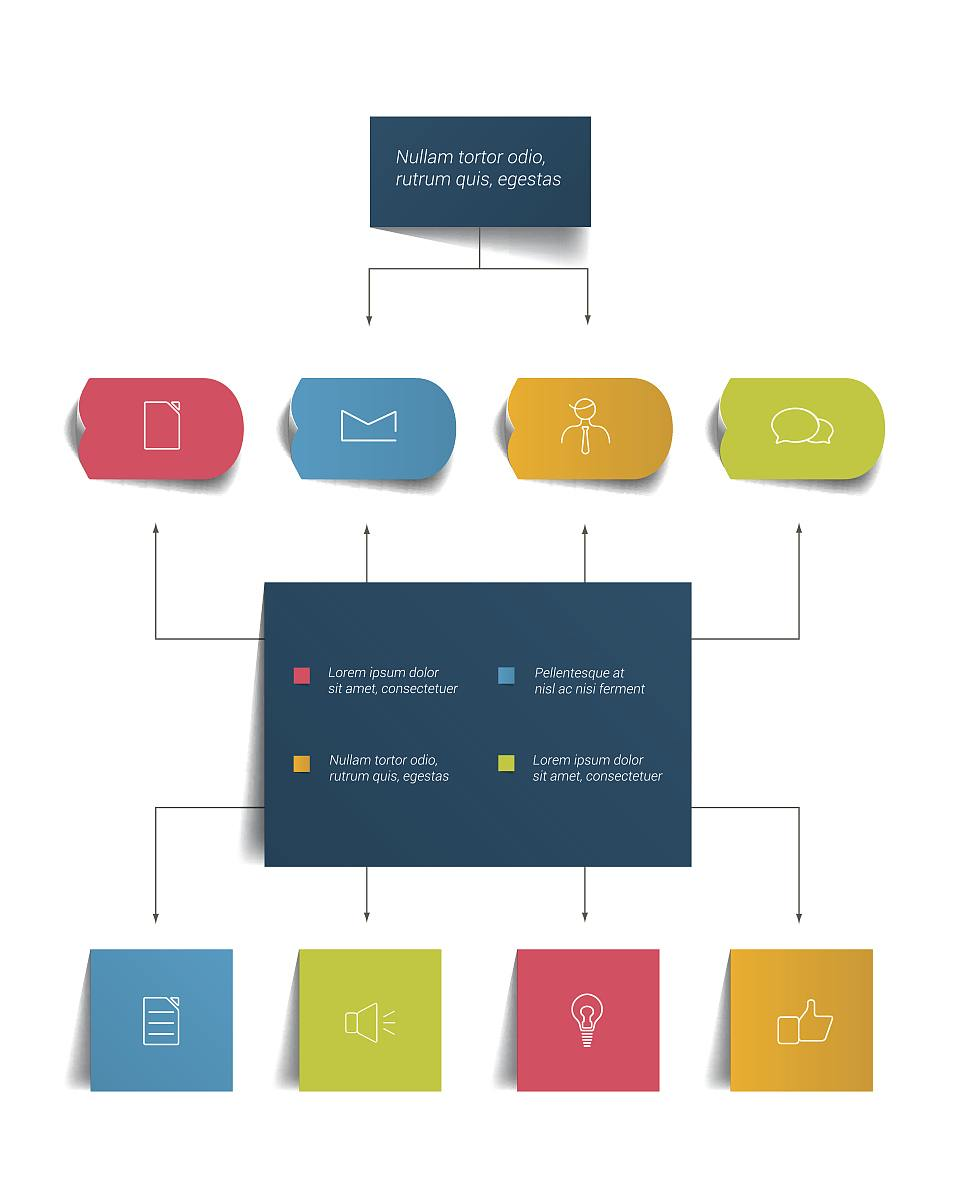 Nullam tortor odio,
rutrum quis, egestas
Lorem ipsum dolor
sit amet, consectetuer
Pellentesque at
nisl ac nisi ferment
Nullam tortor odio,
rutrum quis, egestas
Lorem ipsum dolor
sit amet, consectetuer